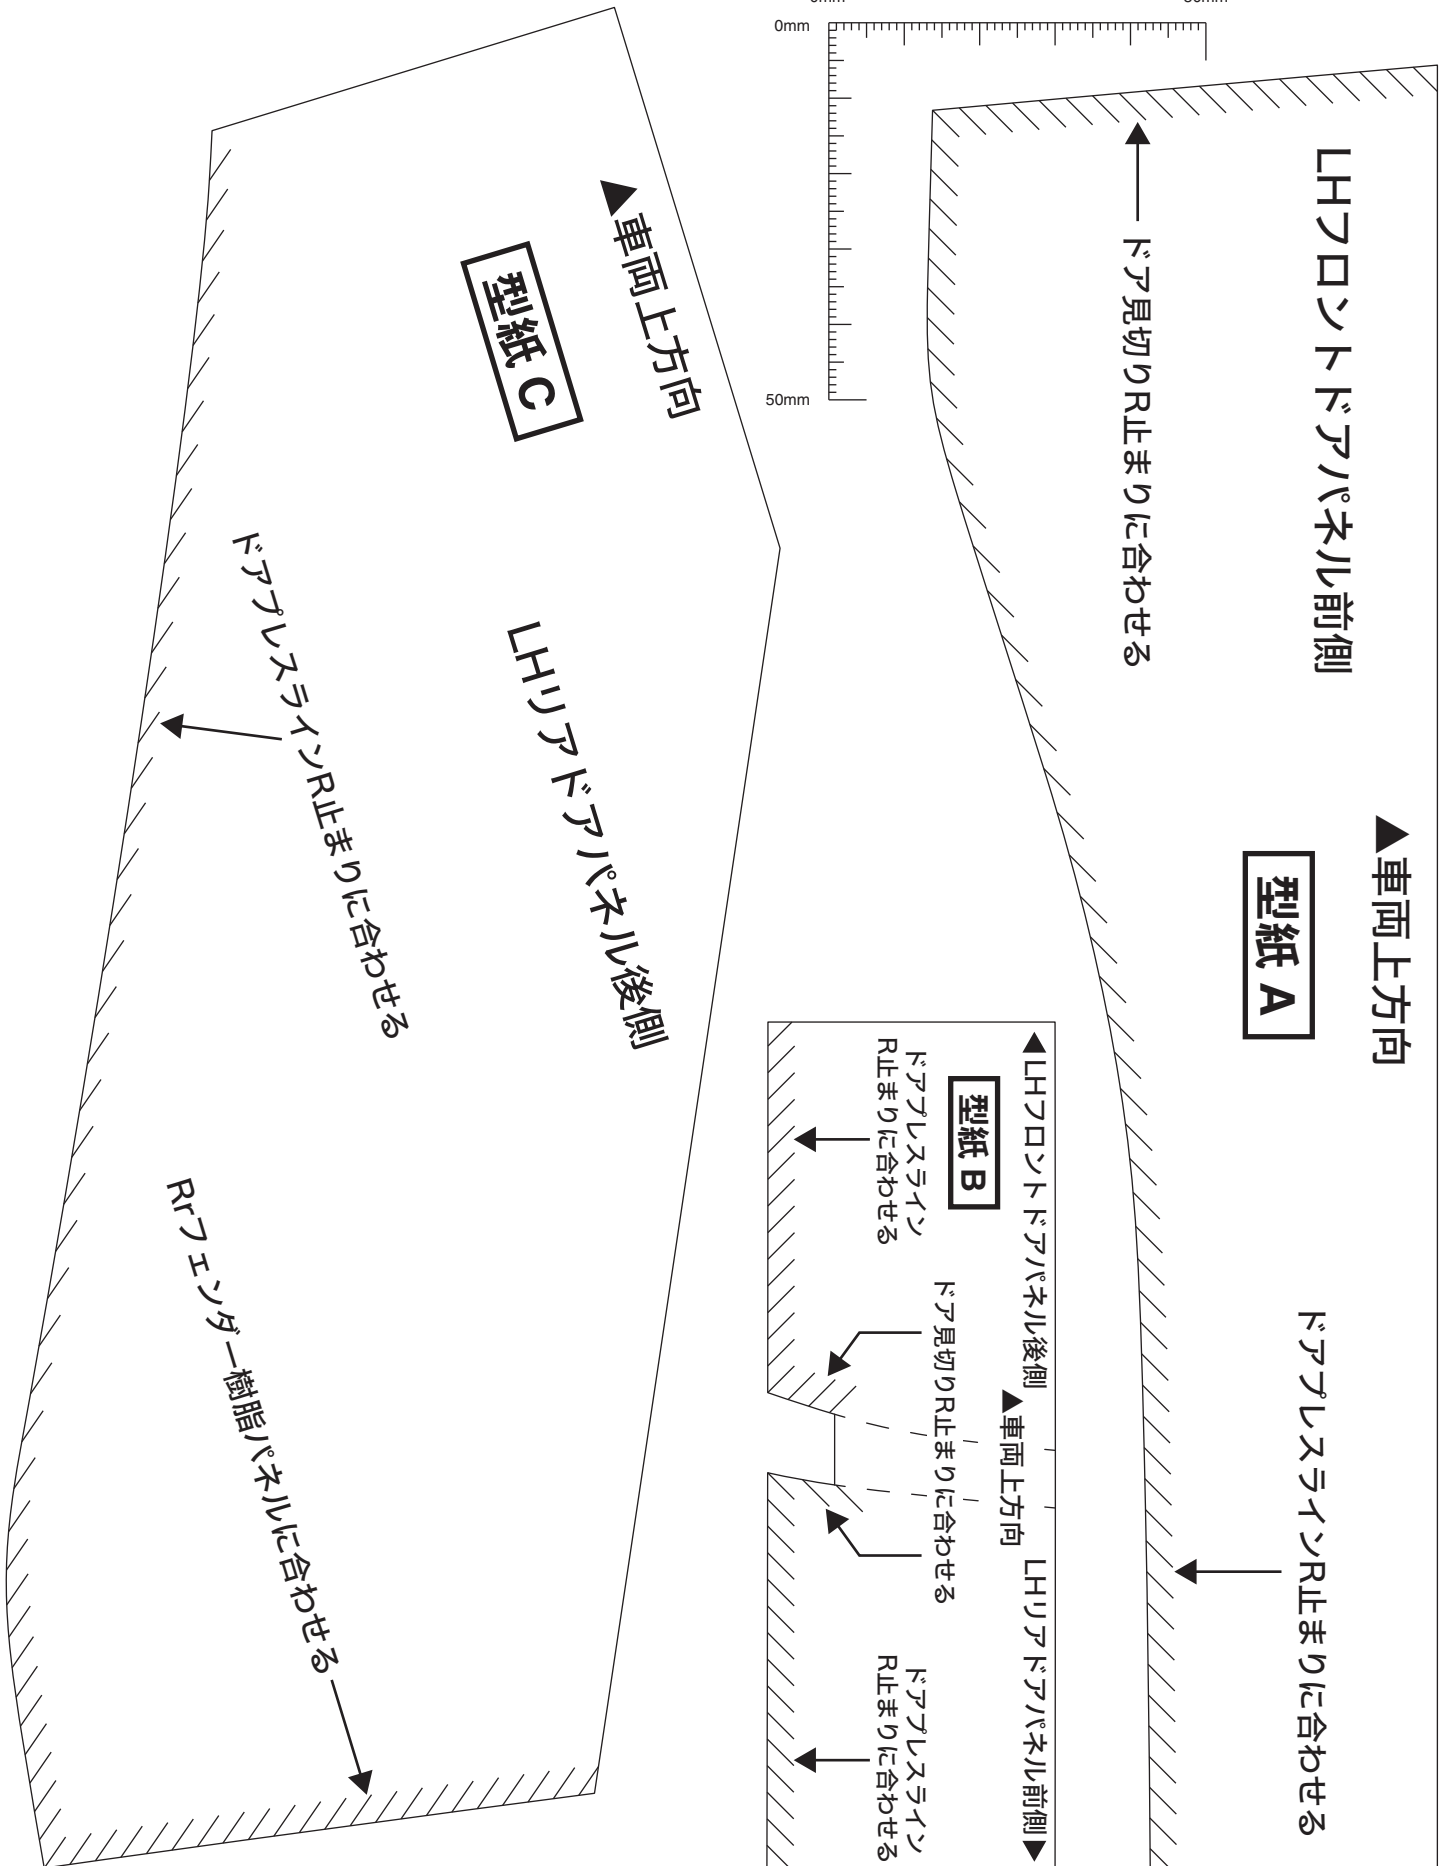 0mm
50mm
0mm
50mm
LHフロントドアパネル前側
ドア見切りR止まりに合わせる
▲車両上方向
型紙 A
ドアプレスラインR止まりに合わせる
▲車両上方向
型紙 C
LHリアドアパネル後側
ドアプレスラインR止まりに合わせる
Rrフェンダー樹脂パネルに合わせる
◀LHフロントドアパネル後側
▲車両上方向
LHリアドアパネル前側▶
型紙 B
ドアプレスライン
R止まりに合わせる
ドア見切りR止まりに合わせる
ドアプレスライン
R止まりに合わせる